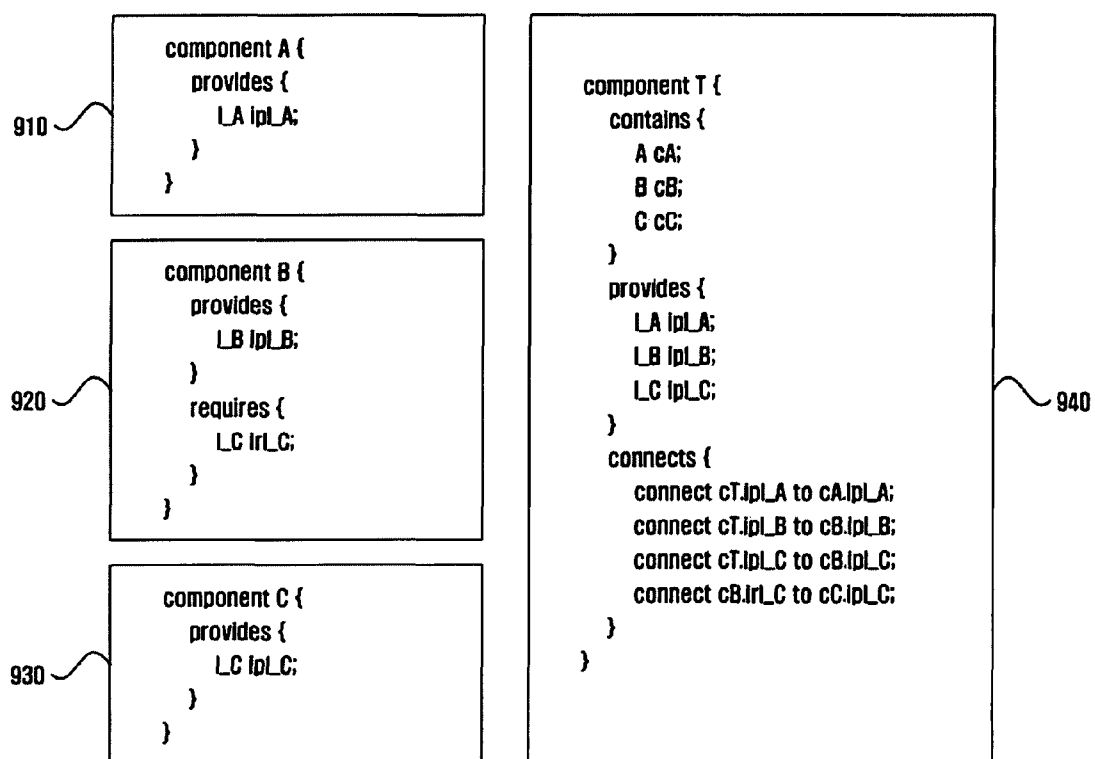 910
component A {
provides {
I_A ipI_A;
}
}
920
component B {
provides {
I_B ipI_B;
}
requires {
I_C irI_C;
}
}
930
component C {
provides {
I_C ipI_C;
}
}
940
component T {
contains {
A cA;
B cB;
C cC;
}
provides {
I_A ipI_A;
I_B ipI_B;
I_C ipI_C;
}
connects {
connect cT.ipI_A to cA.ipI_A;
connect cT.ipI_B to cB.ipI_B;
connect cT.ipI_C to cB.ipI_C;
connect cB.irI_C to cC.ipI_C;
}
}